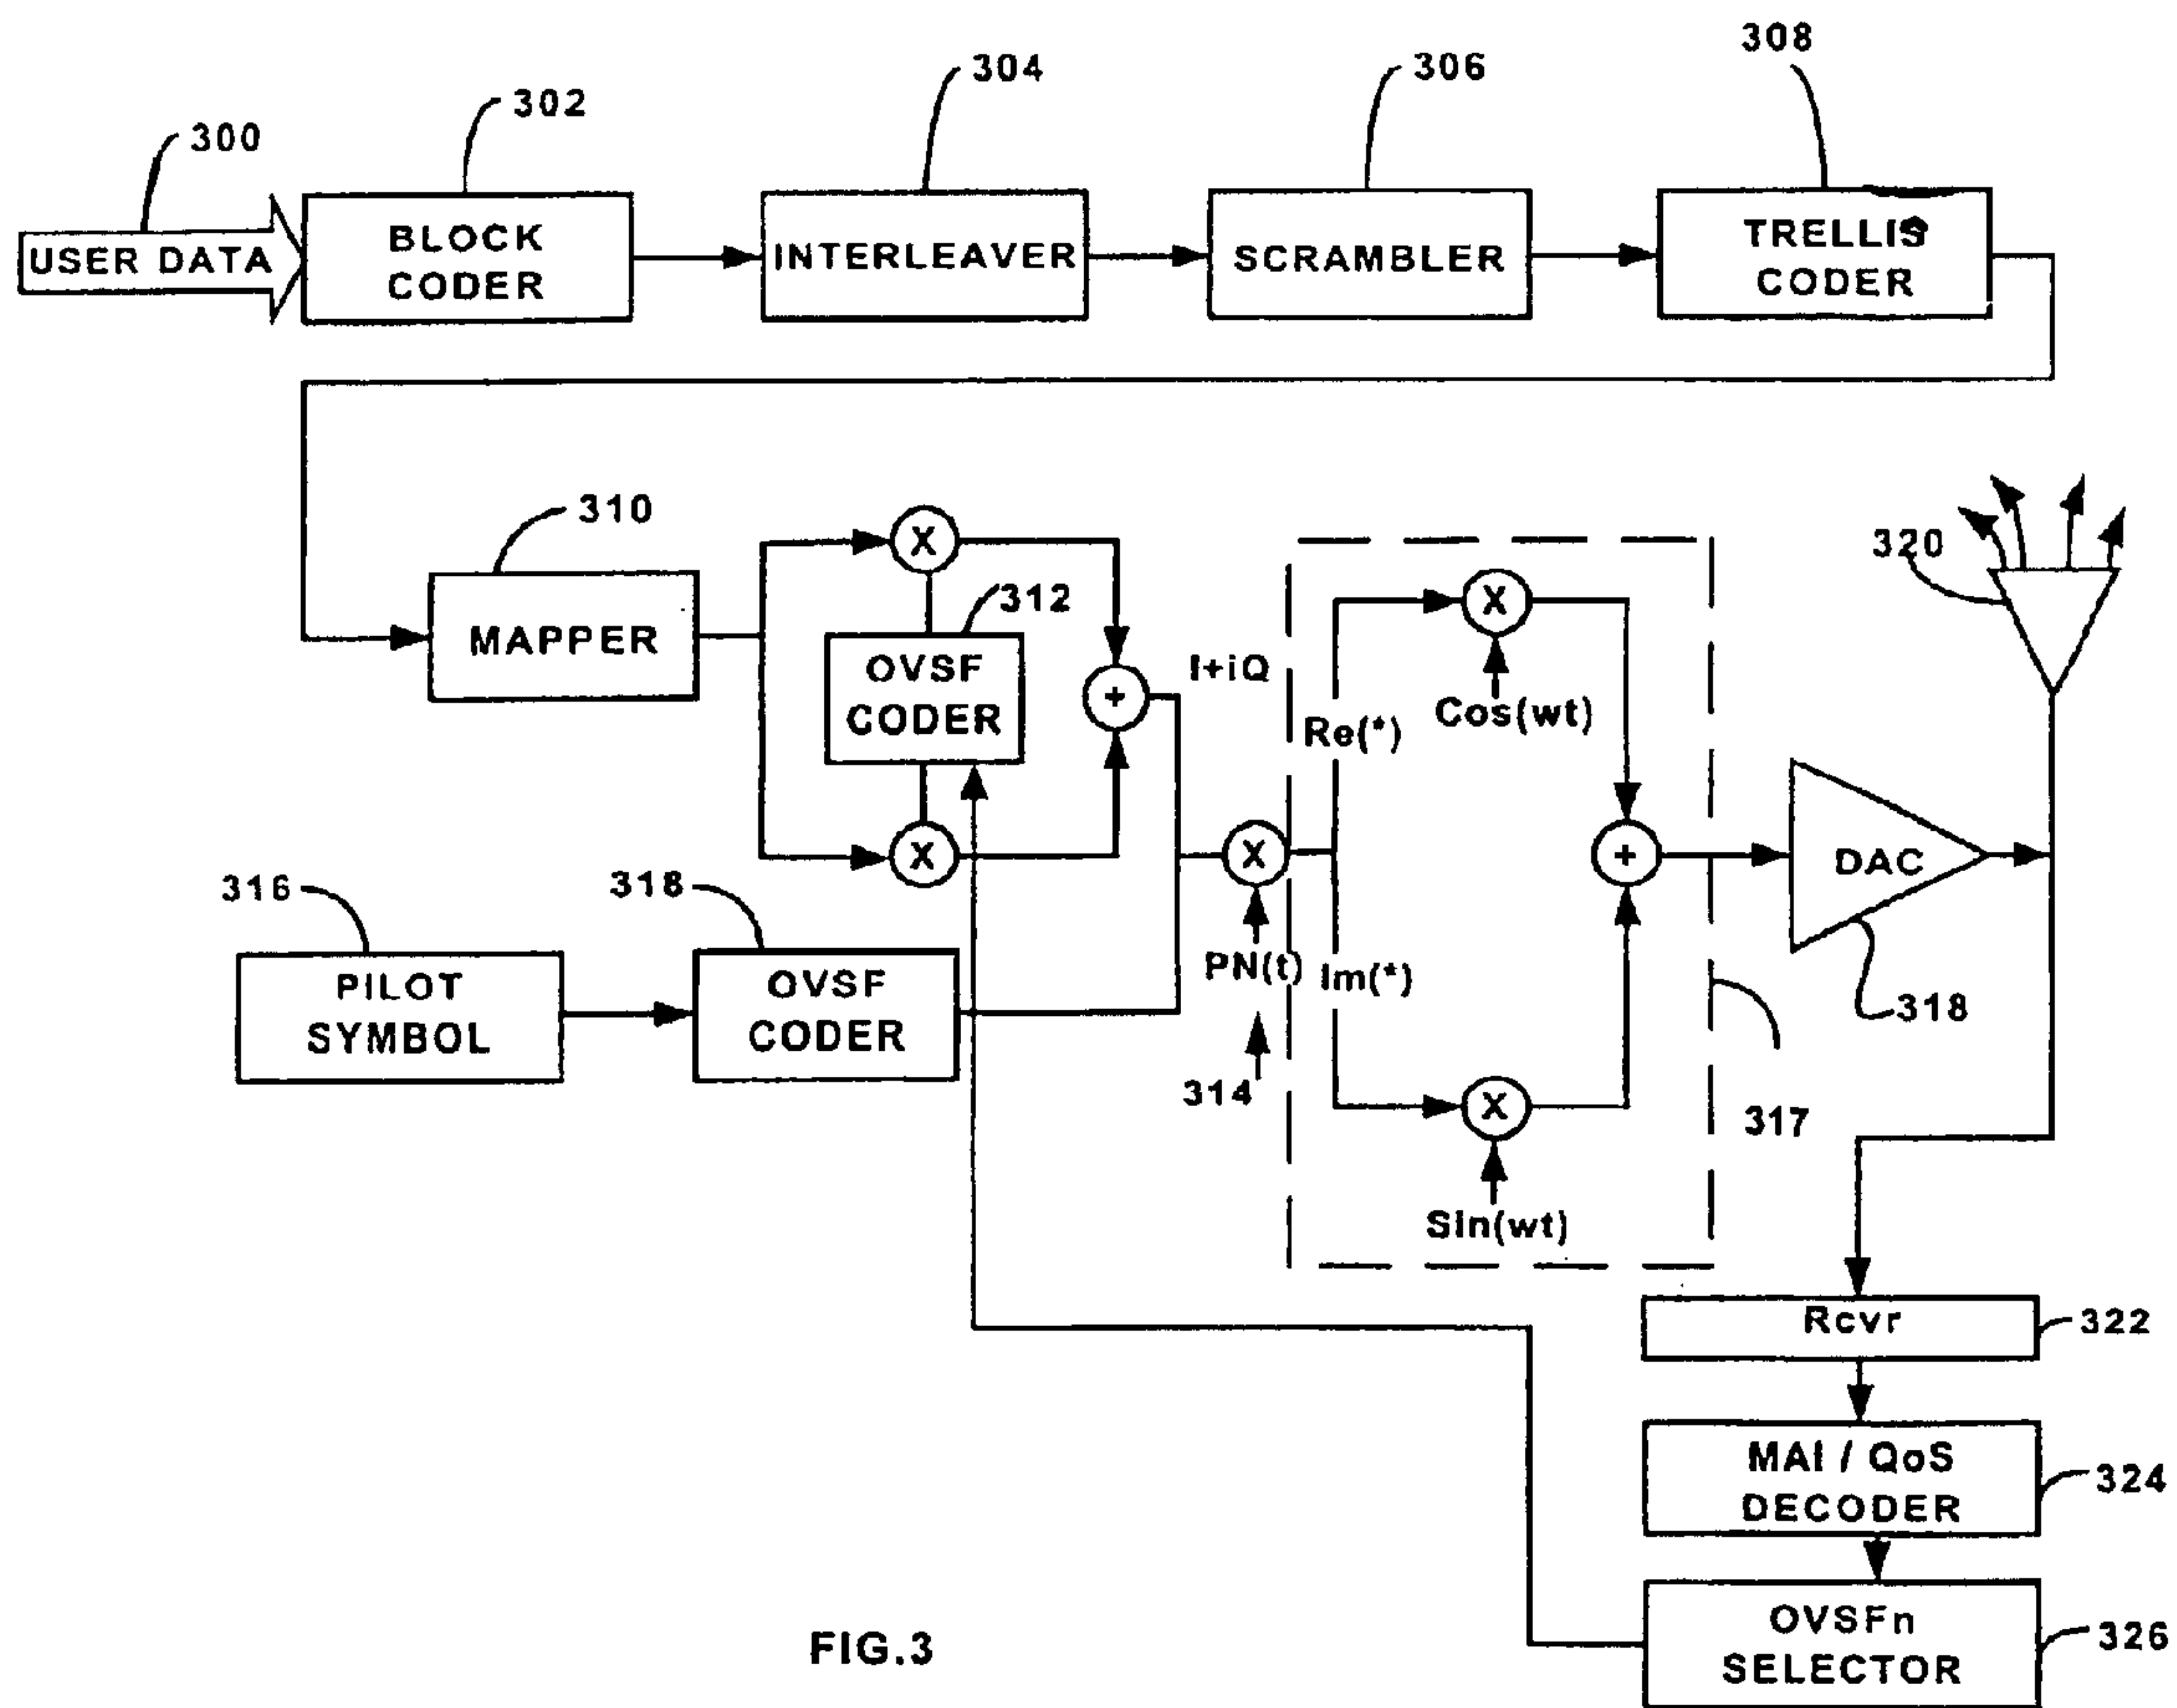 308
304
306
302
300
USER DATA
BLOCK
CODER
INTERLEAVER
SCRAMBLER
TRELLIS
CODER
310
X
320
312
X
MAPPER
OVSF
CODER
I+iQ
+
Re(*)
Cos(wt)
X
X
+
DAC
316
318
PILOT
SYMBOL
OVSF
CODER
PN(t)
Im(*)
318
314
X
317
Sin(wt)
Rcvr
322
MAI / QoS
DECODER
324
OVSFn
SELECTOR
326
FIG.3